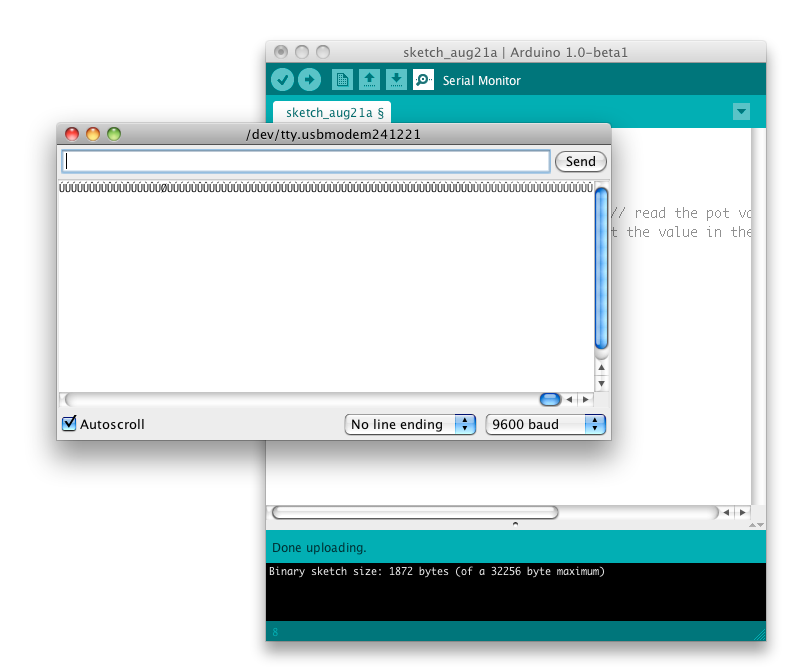 sketch_aug21a | Arduino 1.0-beta1
Serial Monitor
sketch_aug21a §
/dev/tty.usbmodem241221
Send
// read the pot va
t the value in the
Autoscroll
No line ending
9600 baud
Done uploading.
Binary sketch size: 1872 bytes (of a 32256 byte maximum)
8